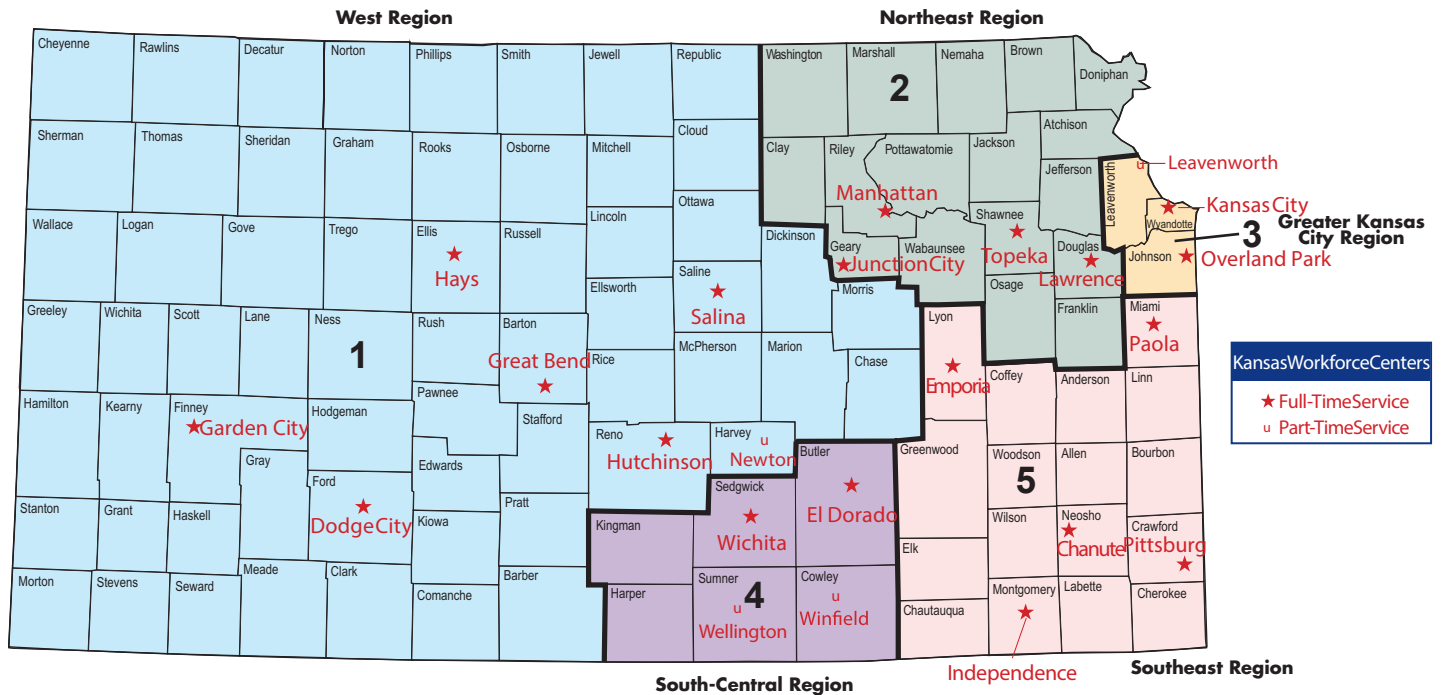 West Region
Northeast Region
Cheyenne
Rawlins
Decatur
Norton
Phillips
Smith
Jewell
Republic
Washington
Marshall
Nemaha
Brown
Doniphan
2
Sherman
Thomas
Sheridan
Graham
Rooks
Osborne
Mitchell
Cloud
Clay
Riley
Pottawatomie
Jackson
Atchison
Jefferson
Leavenworth
u
Leavenworth
Manhattan
Kansas City
Wyandotte
Wallace
Logan
Gove
Trego
Ellis
Russell
Lincoln
Ottawa
Dickinson
Geary
Wabaunsee
Shawnee
Douglas
Johnson
3
Greater Kansas
City Region
Hays
JunctionCity
Topeka
Lawrence
Overland Park
Saline
Salina
Ellsworth
Morris
Osage
Franklin
Miami
Paola
Greeley
Wichita
Scott
Lane
Ness
Rush
Barton
Rice
McPherson
Marion
Chase
Lyon
Emporia
1
Great Bend
Coffey
Anderson
Linn
KansasWorkforceCenters
Full-TimeService
u Part-TimeService
Hamilton
Kearny
Finney
Garden City
Hodgeman
Pawnee
Stafford
Reno
Hutchinson
Harvey
u
Newton
Butler
Greenwood
Woodson
Allen
Bourbon
5
Gray
Ford
Edwards
Pratt
Sedgwick
El Dorado
Stanton
Grant
Haskell
DodgeCity
Kiowa
Kingman
Wichita
Wilson
Neosho
Chanute
Crawford
Pittsburg
Elk
Morton
Stevens
Seward
Meade
Clark
Comanche
Barber
Harper
Sumner
u
4
Wellington
Cowley
u
Winfield
Chautauqua
Montgomery
Labette
Cherokee
Independence
South-Central Region
Southeast Region